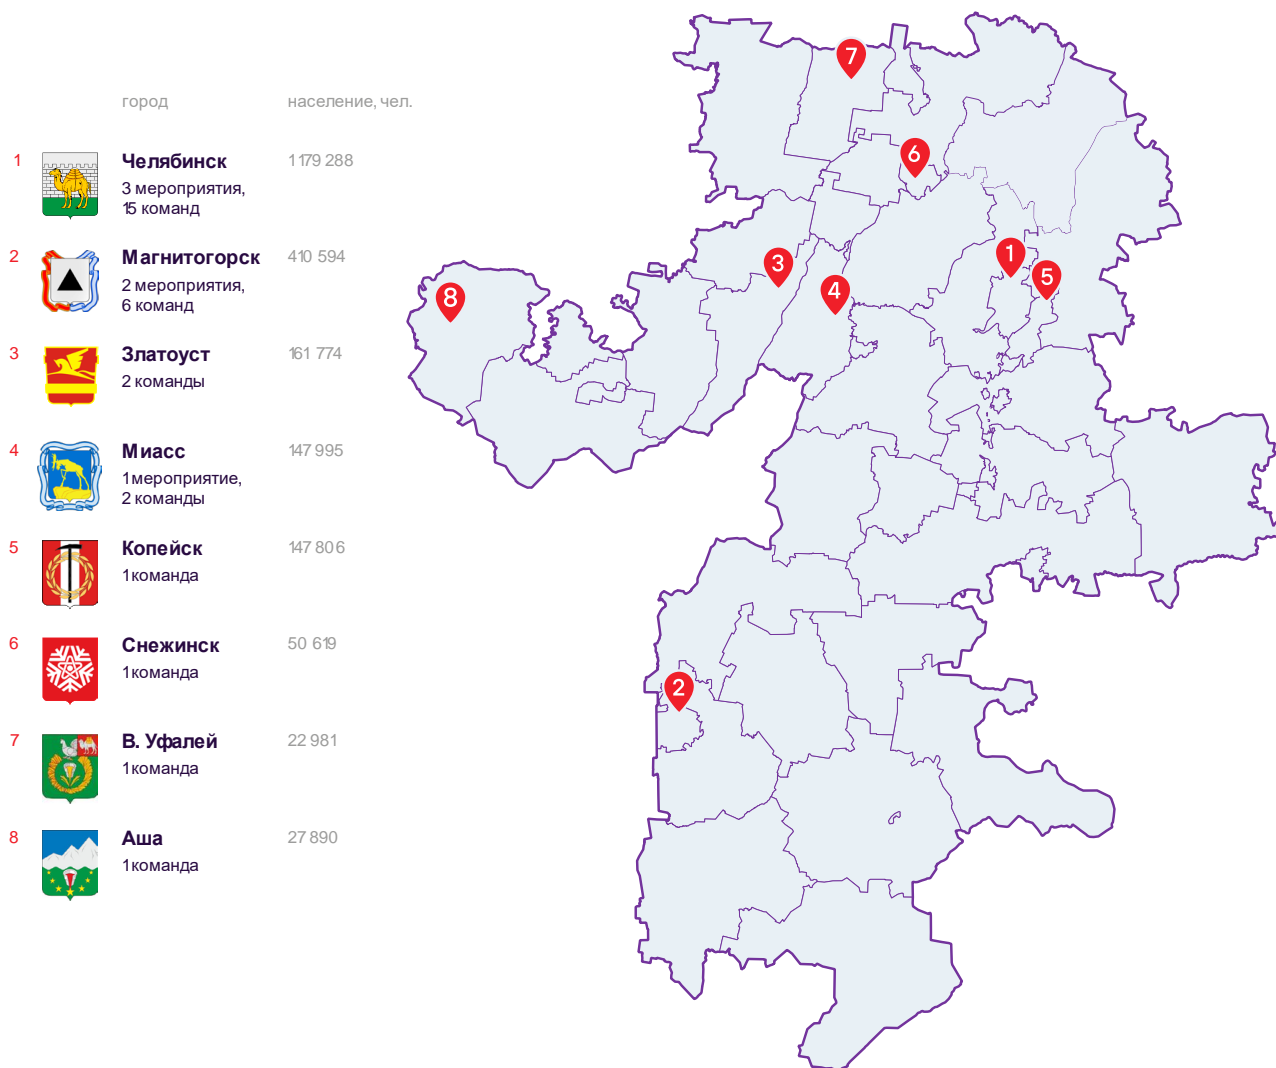 город население, чел.
1 Челябинск 1 179 288
3 мероприятия,
15 команд
2 Магнитогорск 410 594
2 мероприятия,
6 команд
3 Златоуст 161 774
2 команды
4 Миасс 147 995
1 мероприятие,
2 команды
5 Копейск 147 806
1 команда
6 Снежинск 50 619
1 команда
7 В. Уфалей 22 981
1 команда
8 Аша 27 890
1 команда
7
6
1
3
5
4
8
2